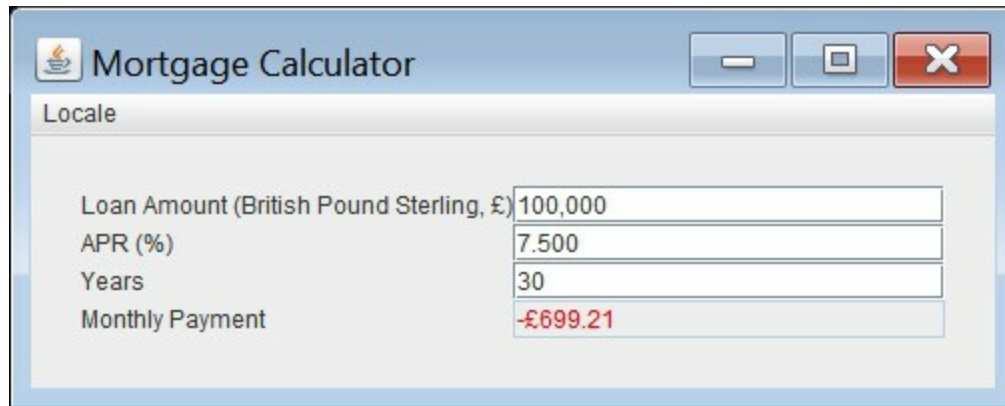 Mortgage Calculator
Locale
Loan Amount (British Pound Sterling, £) 100,000
APR (%) 7.500
Years 30
Monthly Payment -£699.21